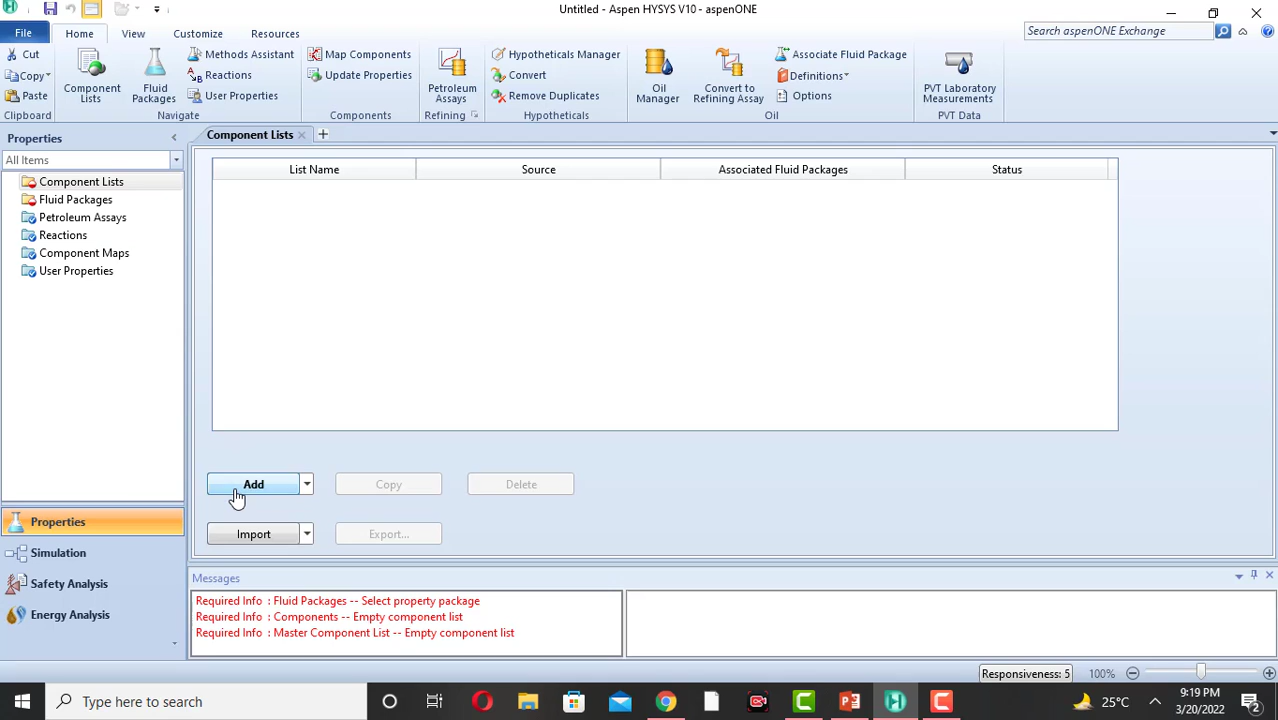 Untitled - Aspen HYSYS V10 - aspenONE
File
Home
View
Customize
Resources
Search aspenONE Exchange
Cut
Copy
Paste
Clipboard
Component Lists
Fluid Packages
Methods Assistant
Reactions
User Properties
Navigate
Map Components
Update Properties
Components
Petroleum Assays
Refining
Hypotheticals Manager
Convert
Remove Duplicates
Hypotheticals
Oil Manager
Convert to Refining Assay
Associate Fluid Package
Definitions
Options
Oil
PVT Laboratory Measurements
PVT Data
Properties
All Items
Component Lists
Fluid Packages
Petroleum Assays
Reactions
Component Maps
User Properties
Properties
Simulation
Safety Analysis
Energy Analysis
Component Lists
List Name
Source
Associated Fluid Packages
Status
Add
Copy
Delete
Import
Export...
Messages
Required Info : Fluid Packages -- Select property package
Required Info : Components -- Empty component list
Required Info : Master Component List -- Empty component list
Responsiveness: 5
100%
Type here to search
25°C
9:19 PM
3/20/2022
2